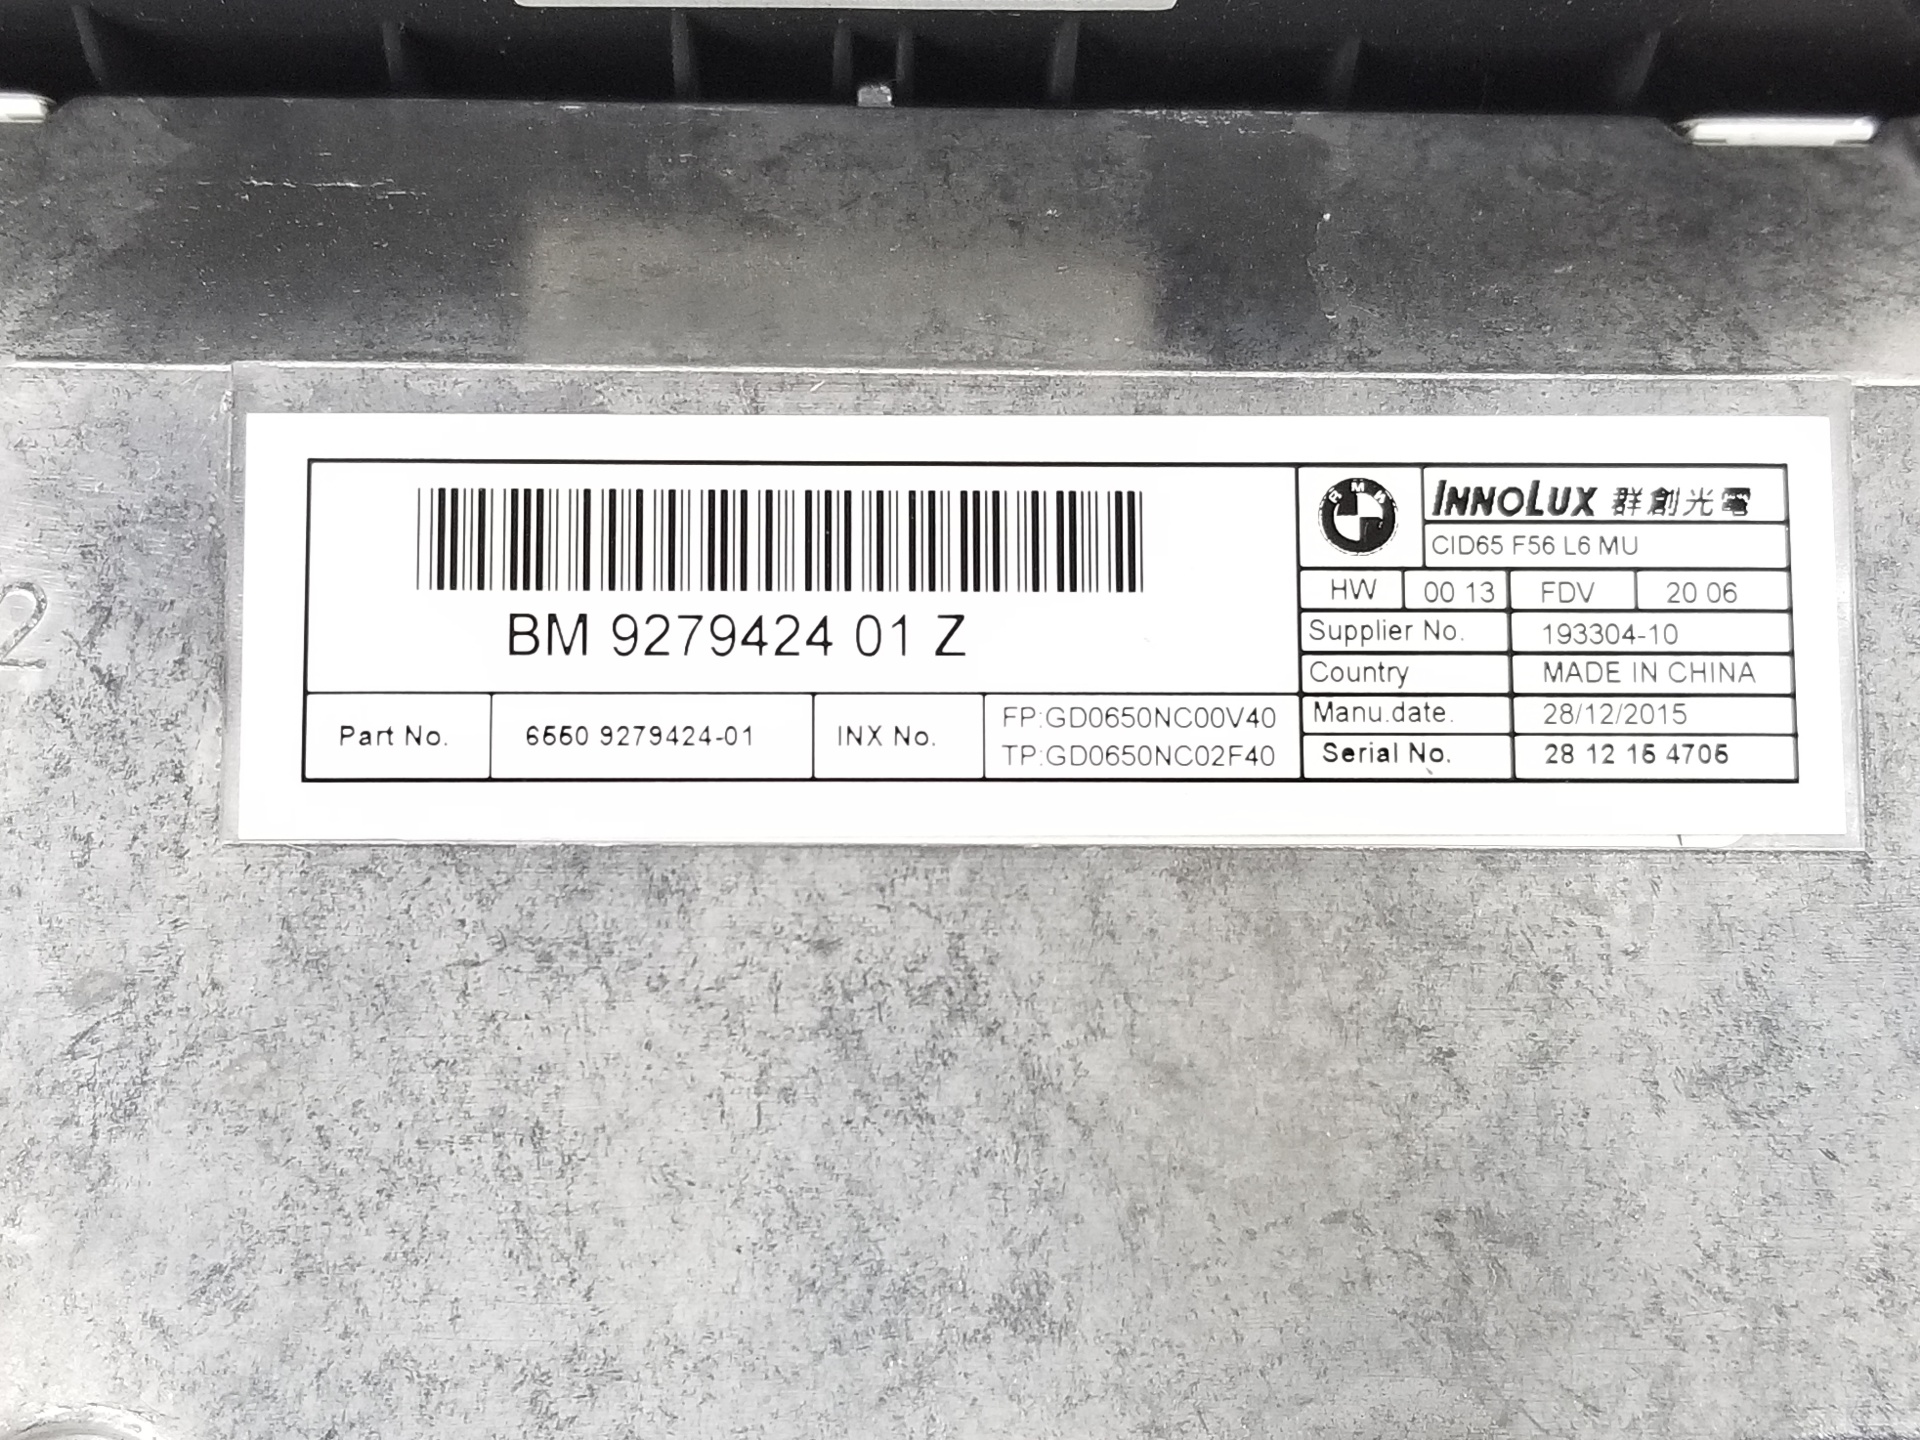 BM 9279424 01 Z
Part No. 6550 9279424-01 INX No. FP:GD0650NC00V40
TP:GD0650NC02F40
BMW
INNOLUX 群創光電
CID65 F56 L6 MU
HW 00 13 FDV 20 06
Supplier No. 193304-10
Country MADE IN CHINA
Manu.date. 28/12/2015
Serial No. 28 12 15 4705
2